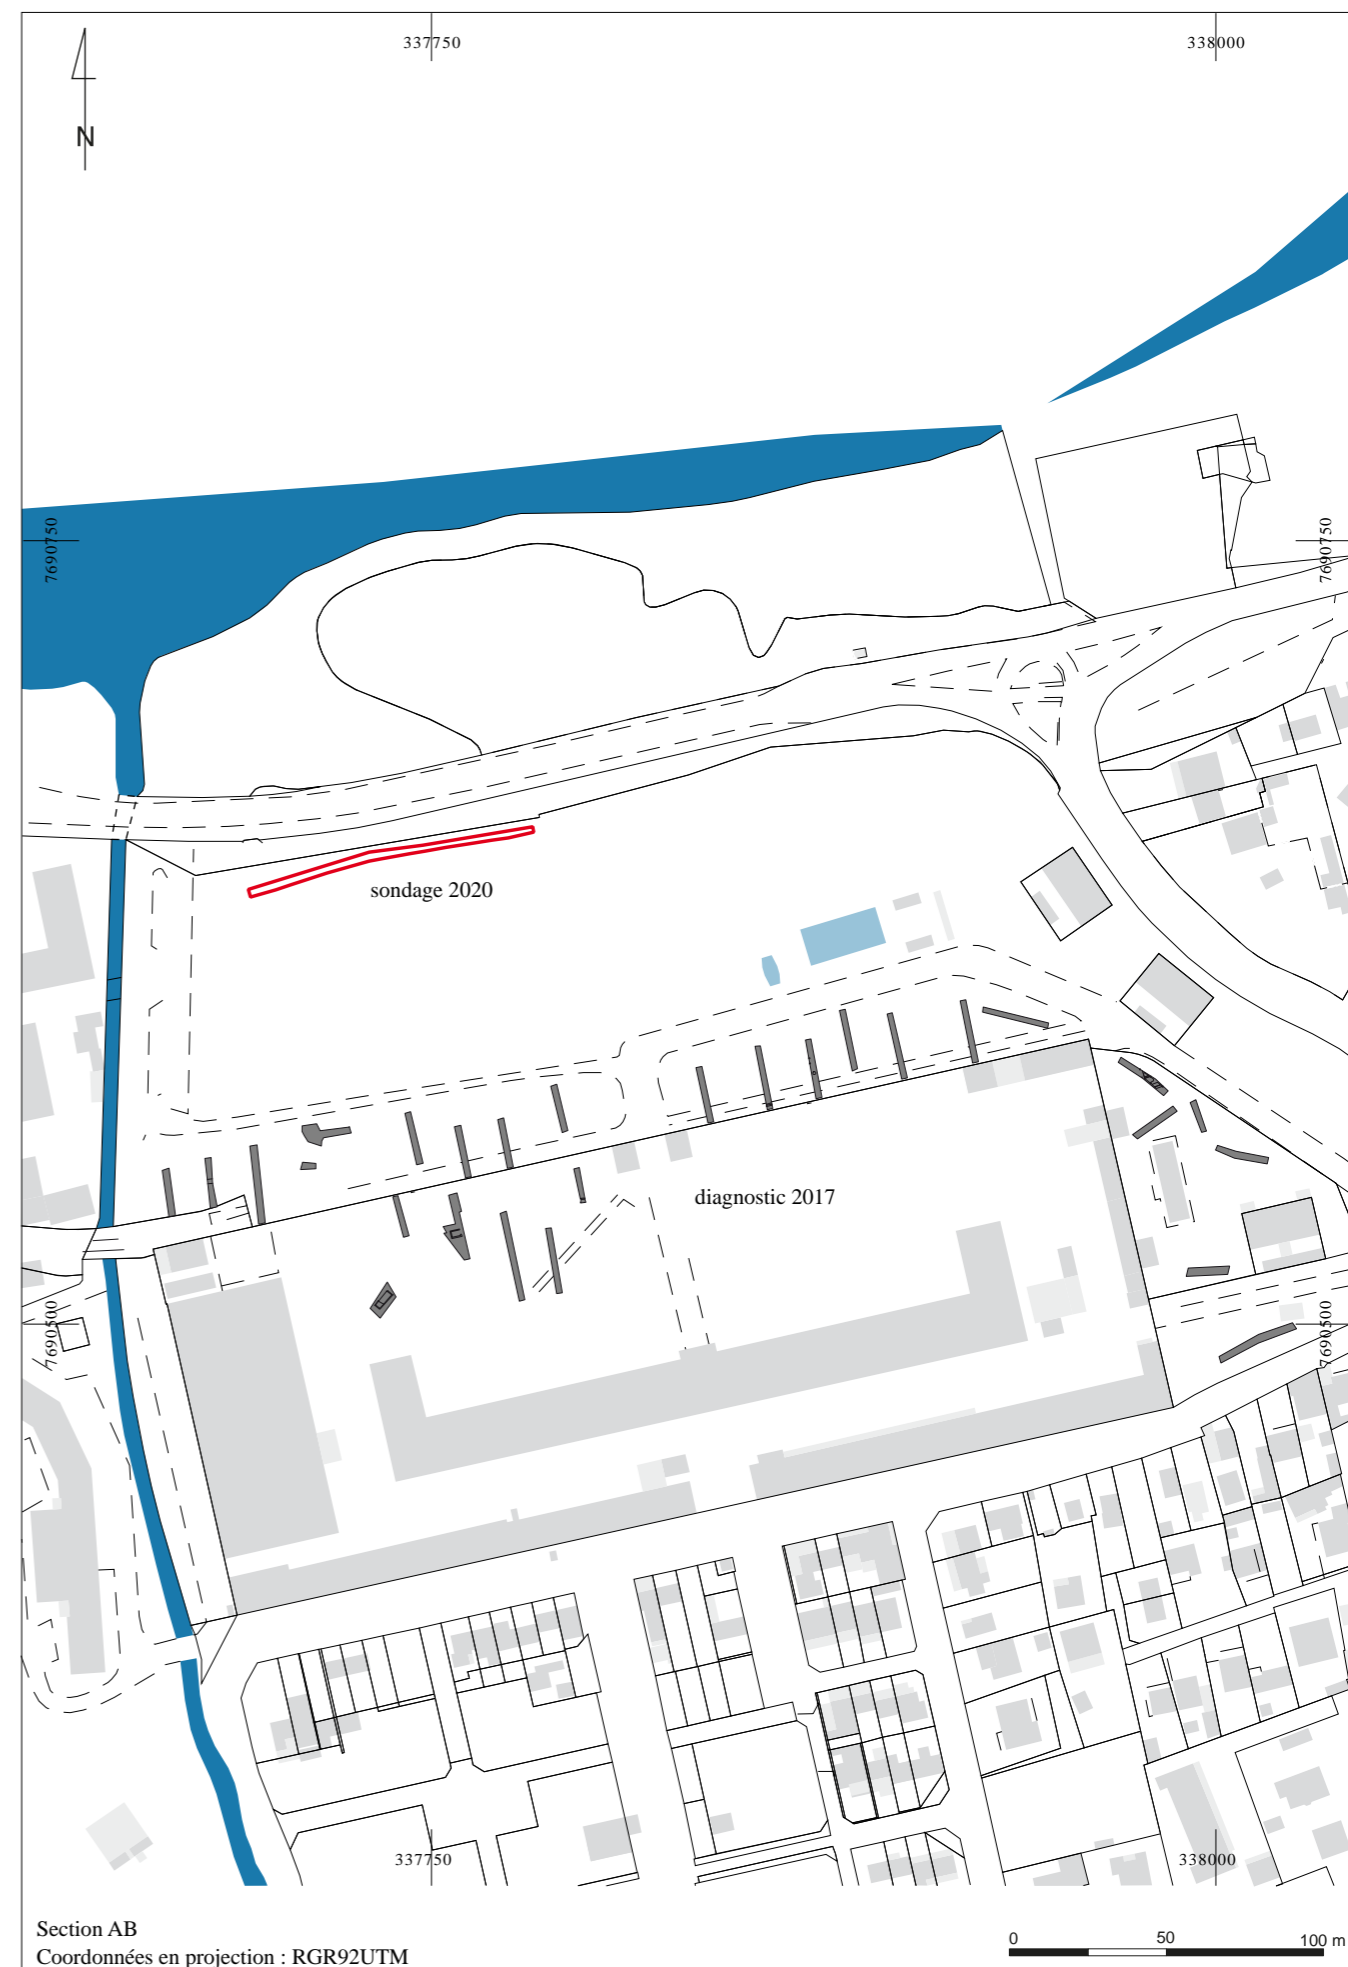 337750
338000
N
7690750
7690750
sondage 2020
diagnostic 2017
7690500
7690500
337750
338000
Section AB
Coordonnées en projection : RGR92UTM
0 50 100 m